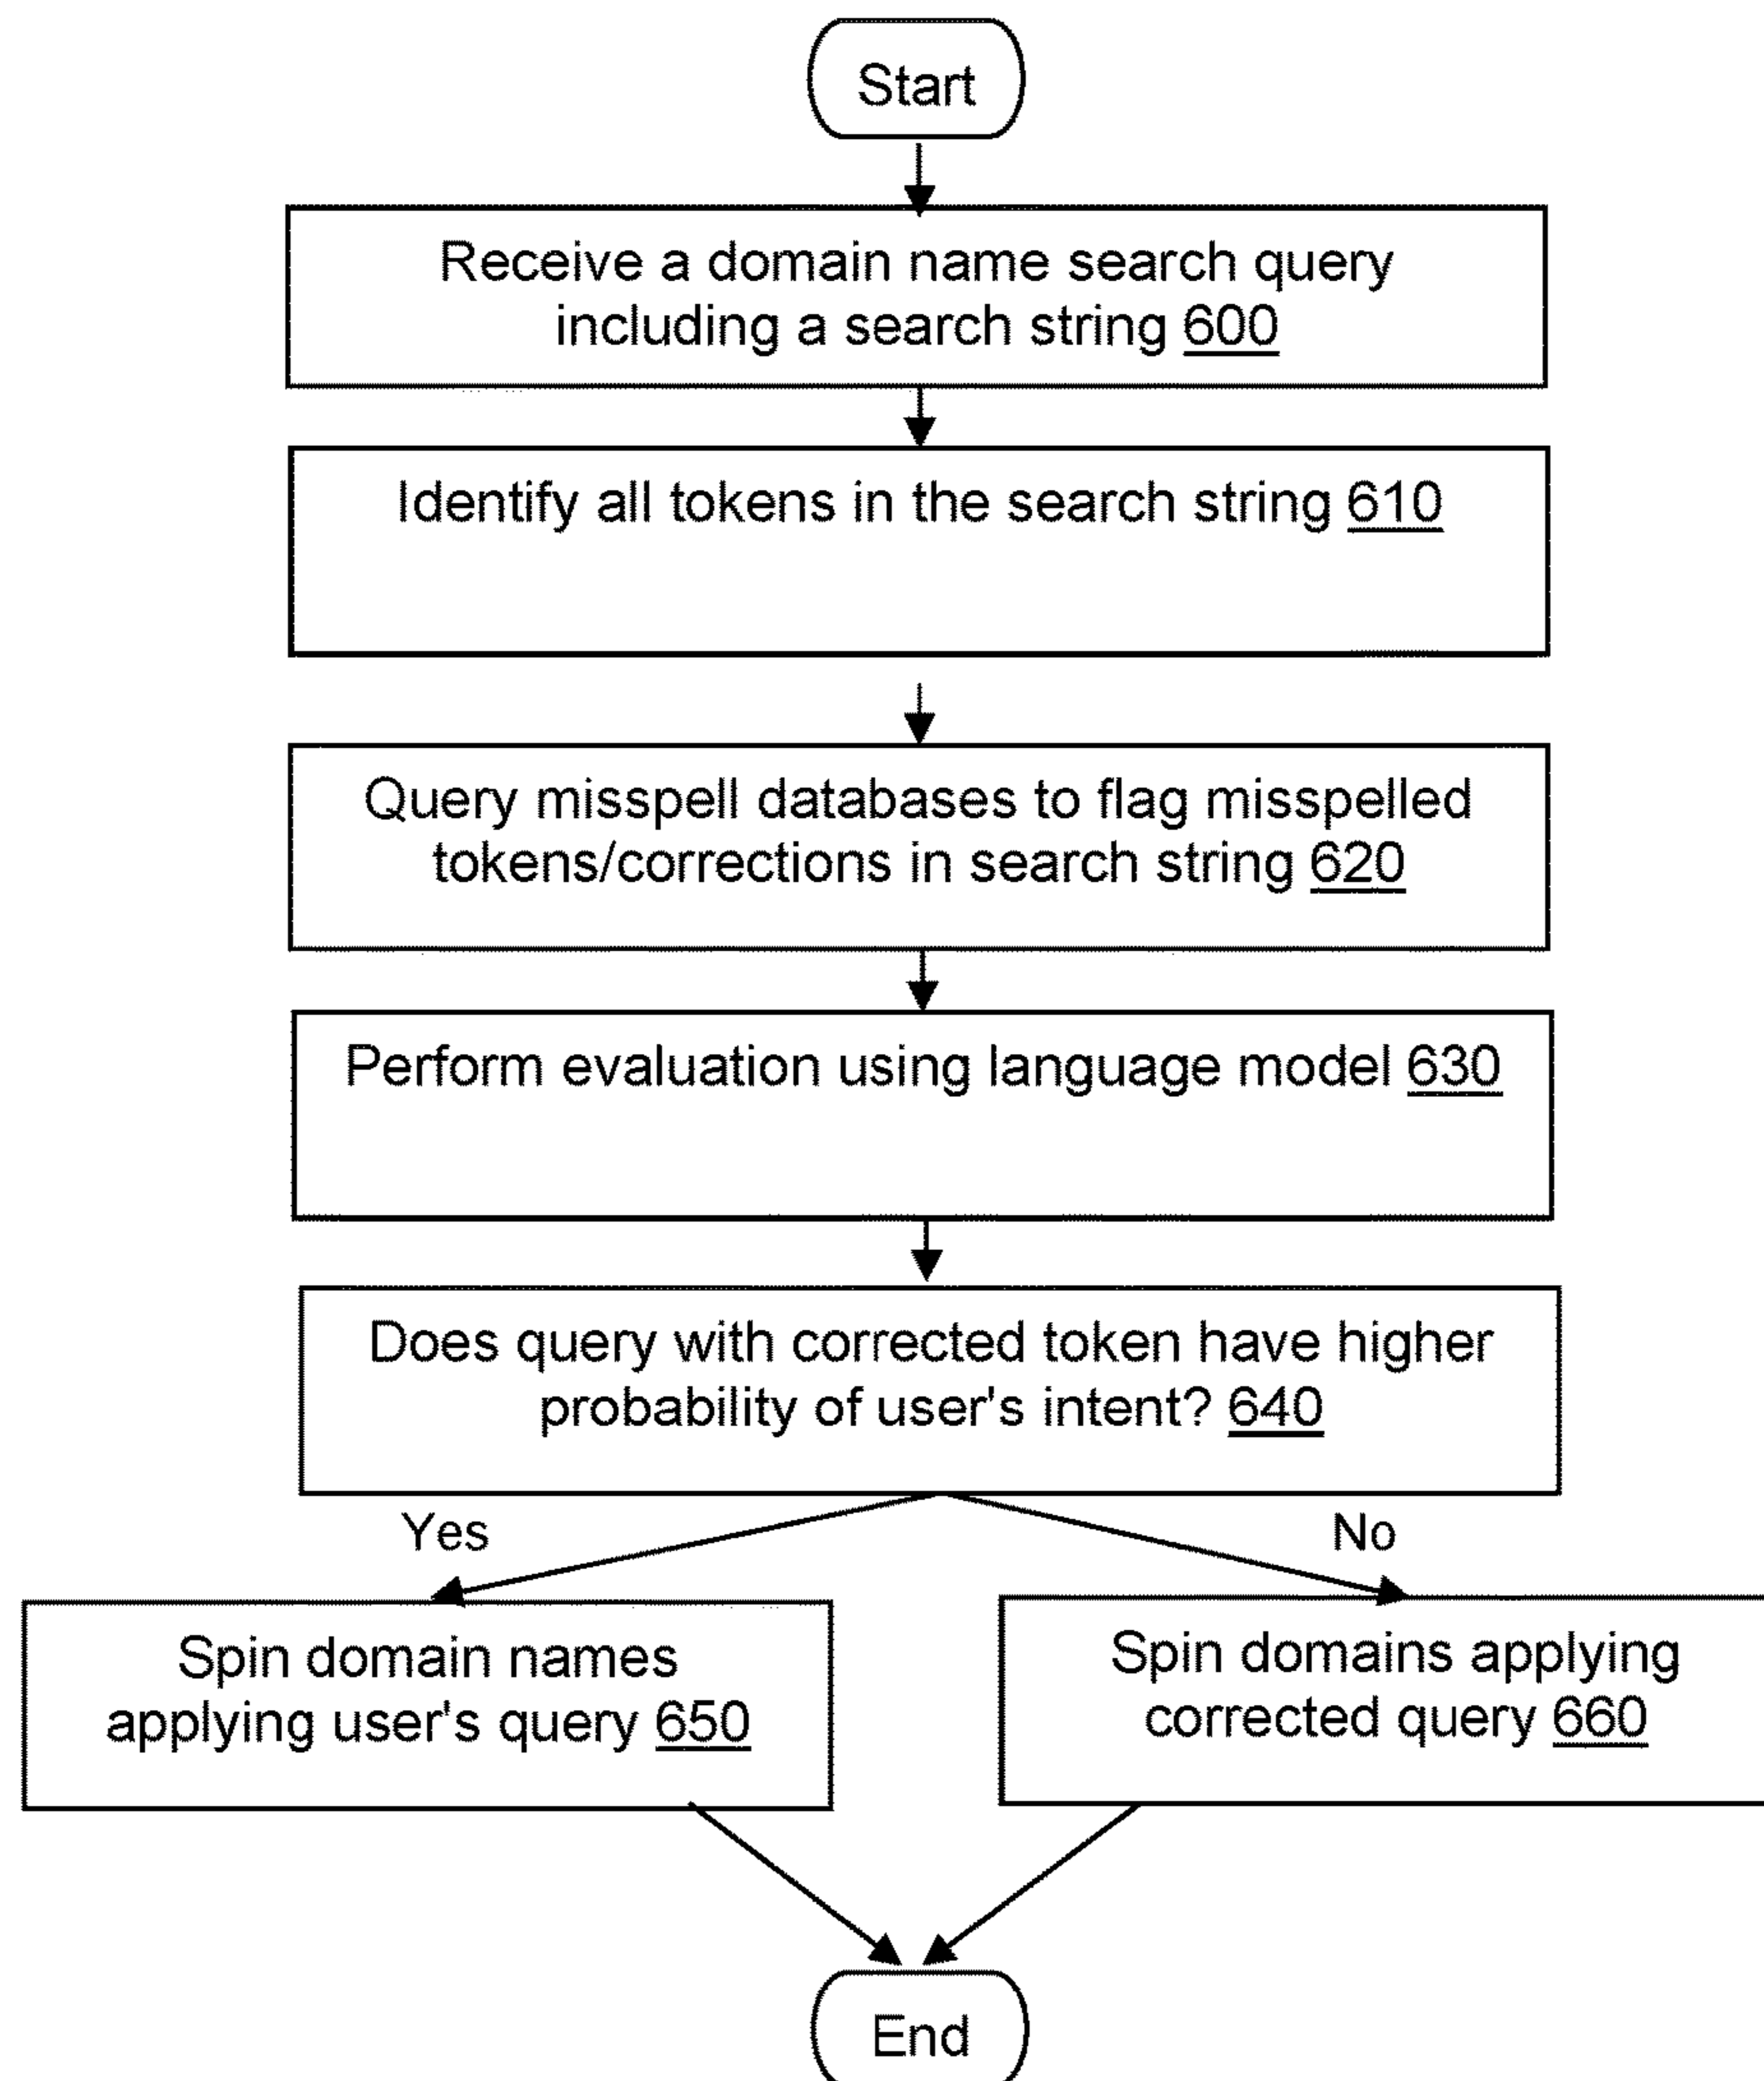 Start
Receive a domain name search query
including a search string 600
Identify all tokens in the search string 610
Query misspell databases to flag misspelled
tokens/corrections in search string 620
Perform evaluation using language model 630
Does query with corrected token have higher
probability of user's intent? 640
Yes
No
Spin domain names
applying user's query 650
Spin domains applying
corrected query 660
End